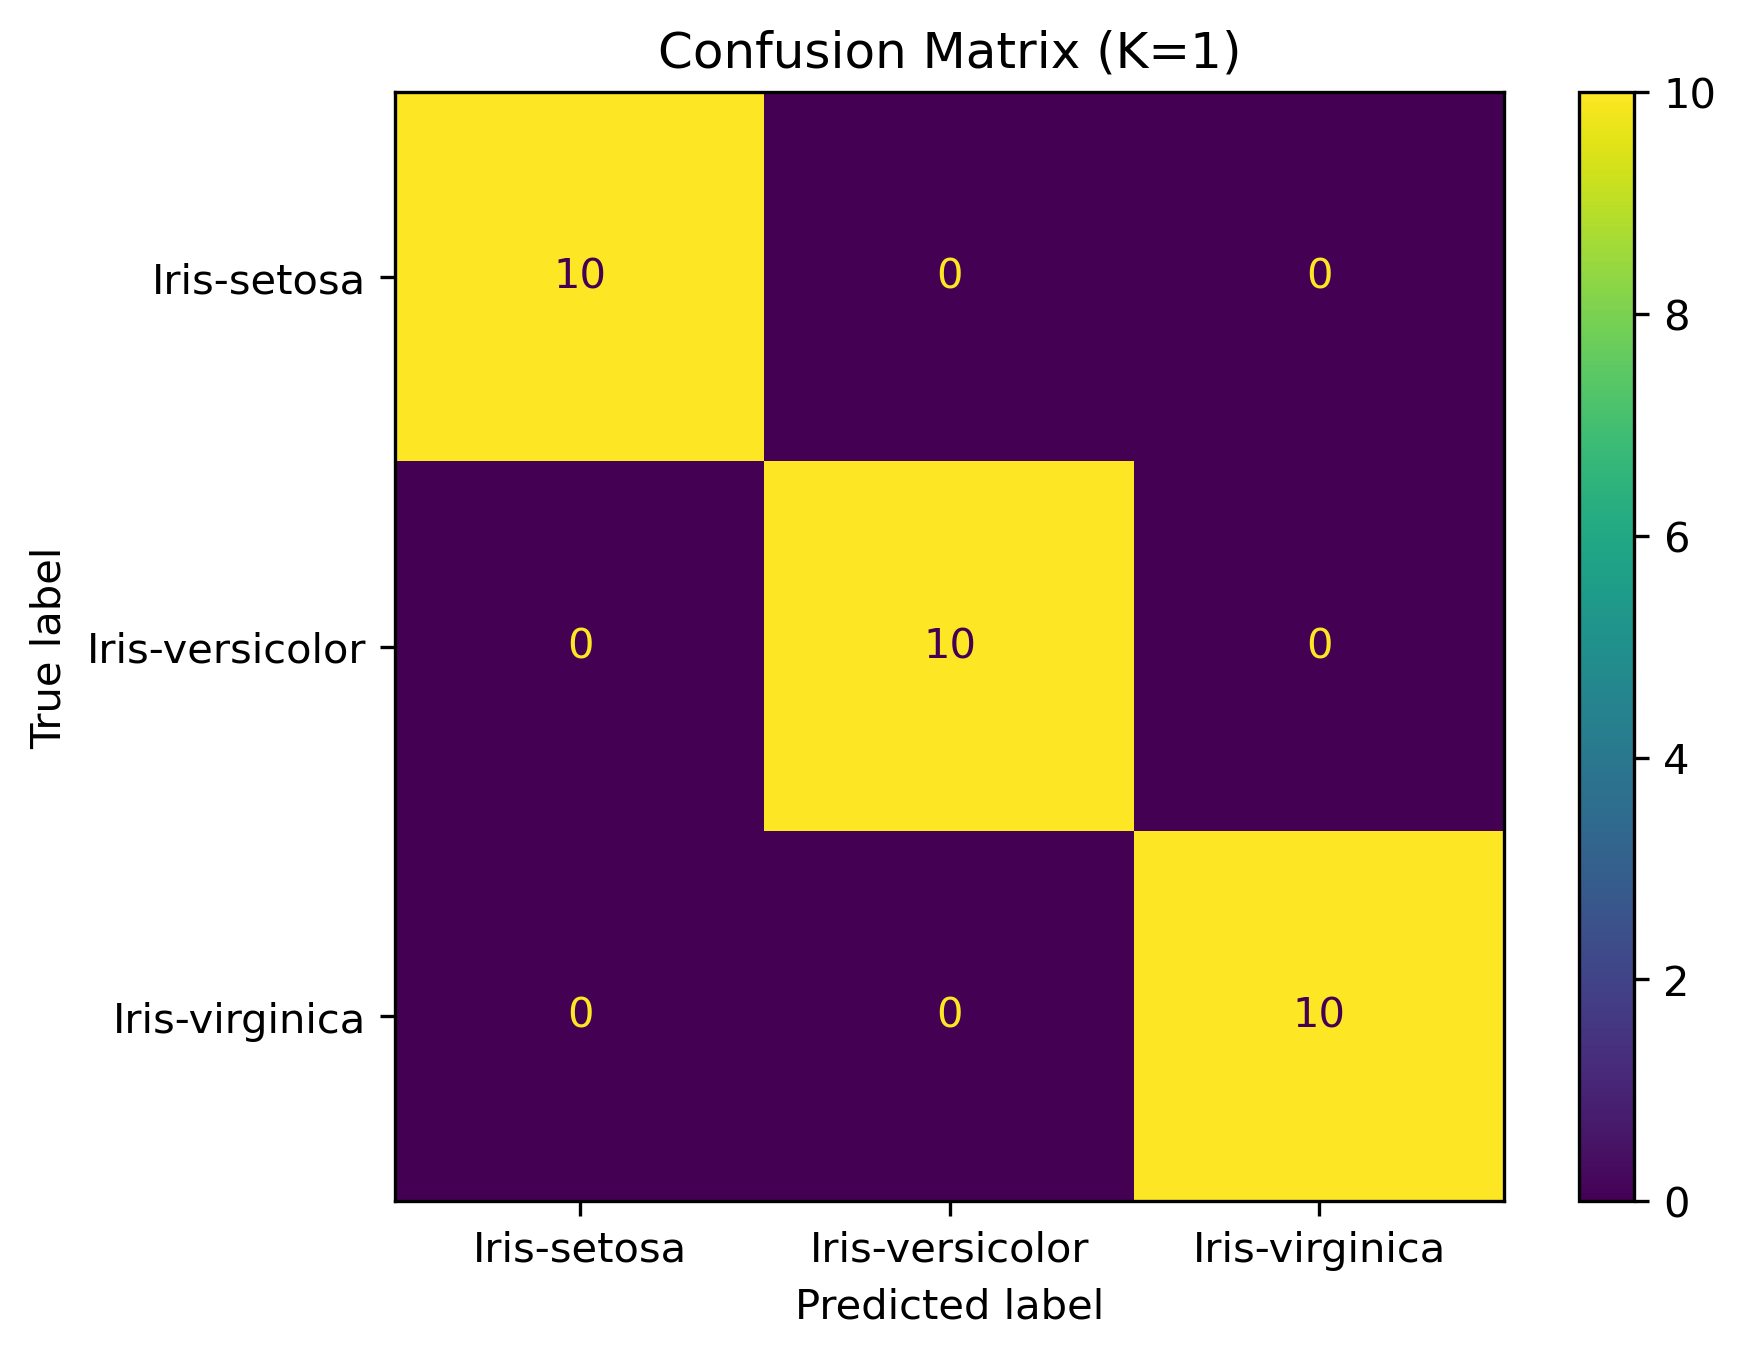 Confusion Matrix (K=1)
True label
Iris-setosa
Iris-versicolor
Iris-virginica
10 0 0
0 10 0
0 0 10
Iris-setosa Iris-versicolor Iris-virginica
Predicted label
10
8
6
4
2
0